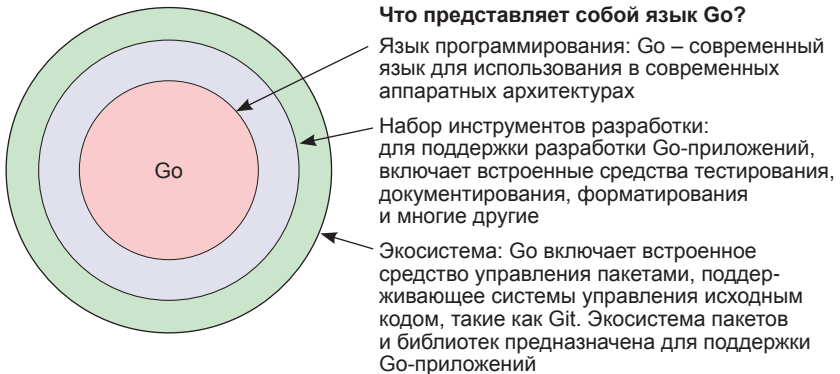 Что представляет собой язык Go?
Язык программирования: Go – современный
язык для использования в современных
аппаратных архитектурах
Go
Набор инструментов разработки:
для поддержки разработки Go-приложений,
включает встроенные средства тестирования,
документирования, форматирования
и многие другие
Экосистема: Go включает встроенное
средство управления пакетами, поддер-
живающее системы управления исходным
кодом, такие как Git. Экосистема пакетов
и библиотек предназначена для поддержки
Go-приложений